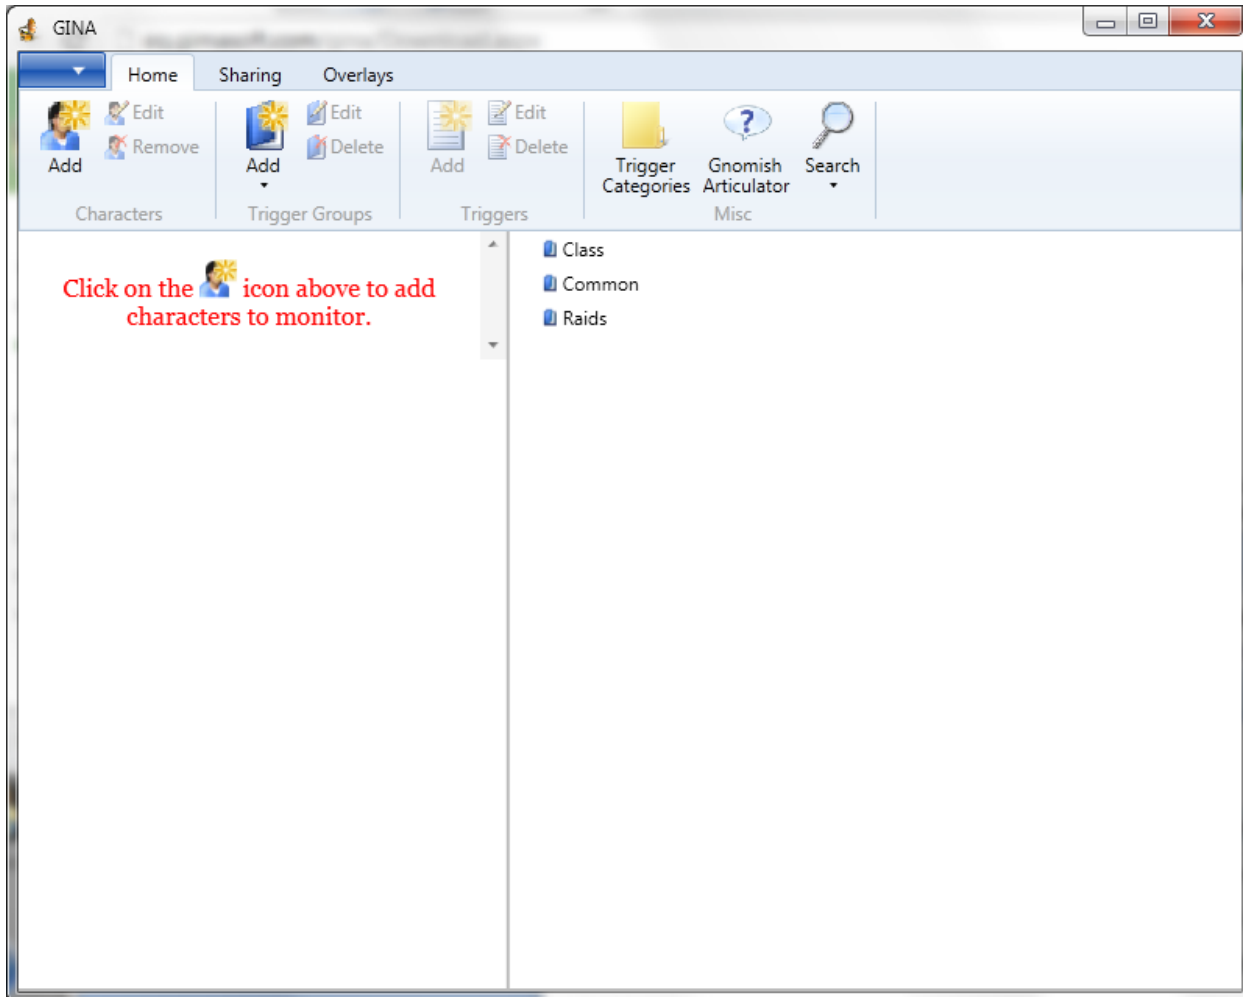 GINA
Home Sharing Overlays
Add Edit Remove
Characters
Add Edit Delete
Trigger Groups
Add Edit Delete
Triggers
Trigger Categories Gnomish Articulator Search
Misc
Click on the icon above to add
characters to monitor.
Class
Common
Raids